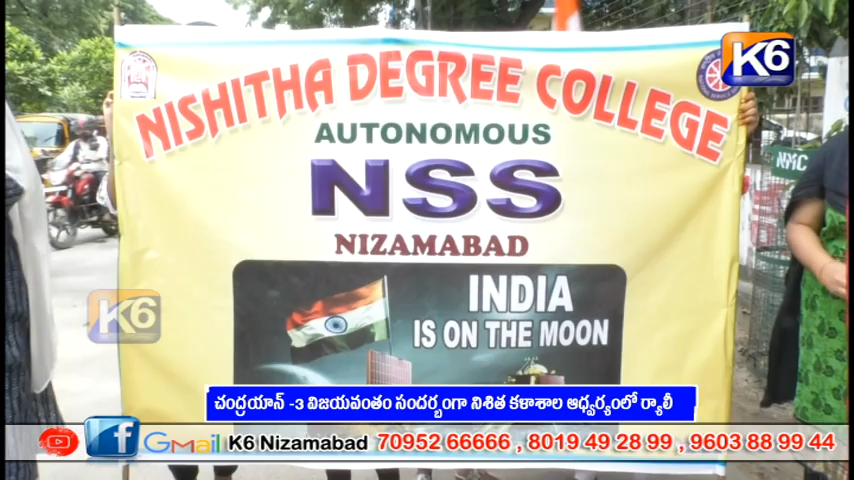 K6
NISHITHA DEGREE COLLEGE
AUTONOMOUS
NSS
NIZAMABAD
NMC
K6
INDIA
IS ON THE MOON
చంద్రయాన్ -3 విజయవంతం సందర్బంగా నిశిత కళాశాల ఆధ్వర్యంలో ర్యాలీ
f Gmail K6 Nizamabad 70952 66666 , 8019 49 28 99 , 9603 88 99 44